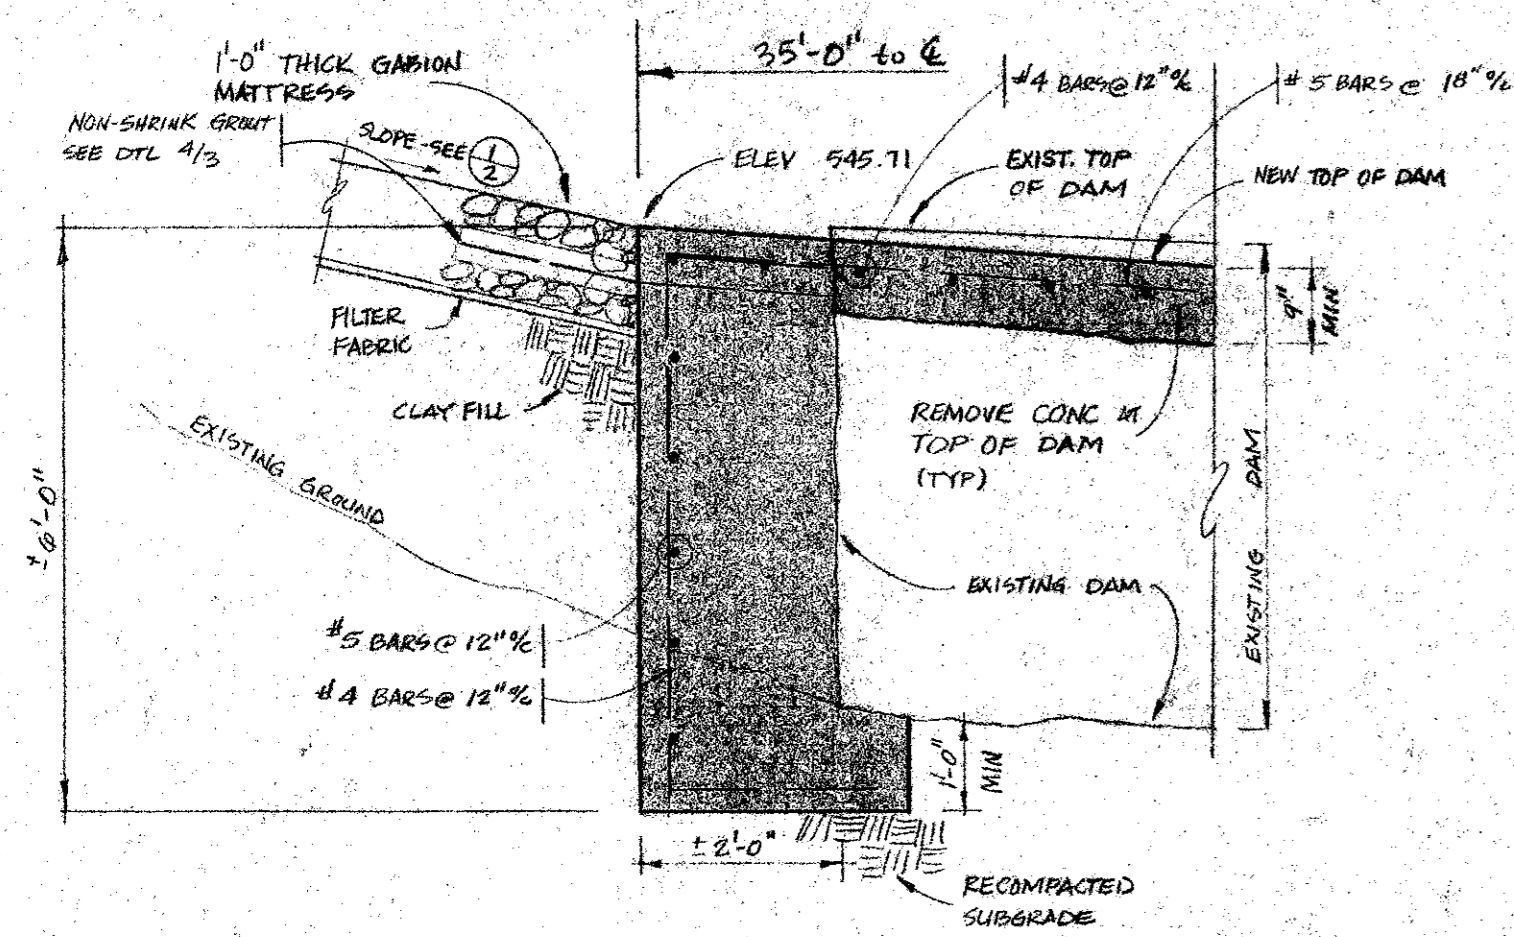 35'-0" to ℄
1'-0" THICK GABION
MATTRESS
#4 BARS@ 12" o/c
# 5 BARS @ 18" o/c
NON-SHRINK GROUT
SEE DTL 4/3
SLOPE-SEE 1/2
ELEV 545.71
EXIST. TOP
OF DAM
NEW TOP OF DAM
9"
MIN
FILTER
FABRIC
CLAY FILL
REMOVE CONC AT
TOP OF DAM
(TYP)
EXISTING GROUND
±6'-0"
EXISTING DAM
EXISTING DAM
#5 BARS@ 12" o/c
#4 BARS@ 12" o/c
1'-0"
MIN
±2'-0"
RECOMPACTED
SUBGRADE